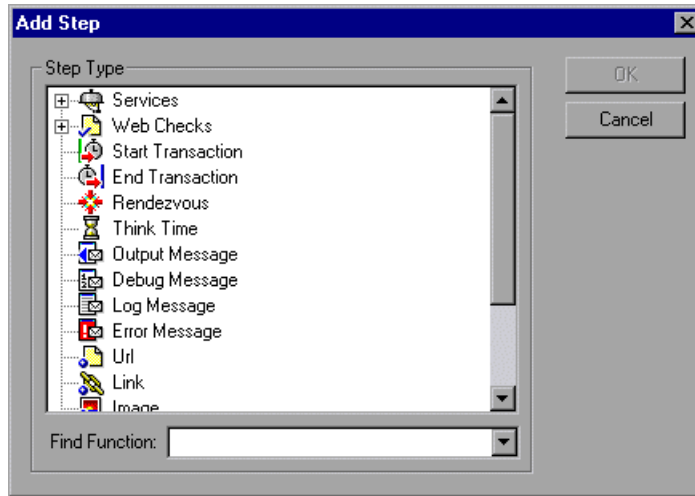 Add Step
Step Type
Services
Web Checks
Start Transaction
End Transaction
Rendezvous
Think Time
Output Message
Debug Message
Log Message
Error Message
Url
Link
Image
Find Function:
OK
Cancel